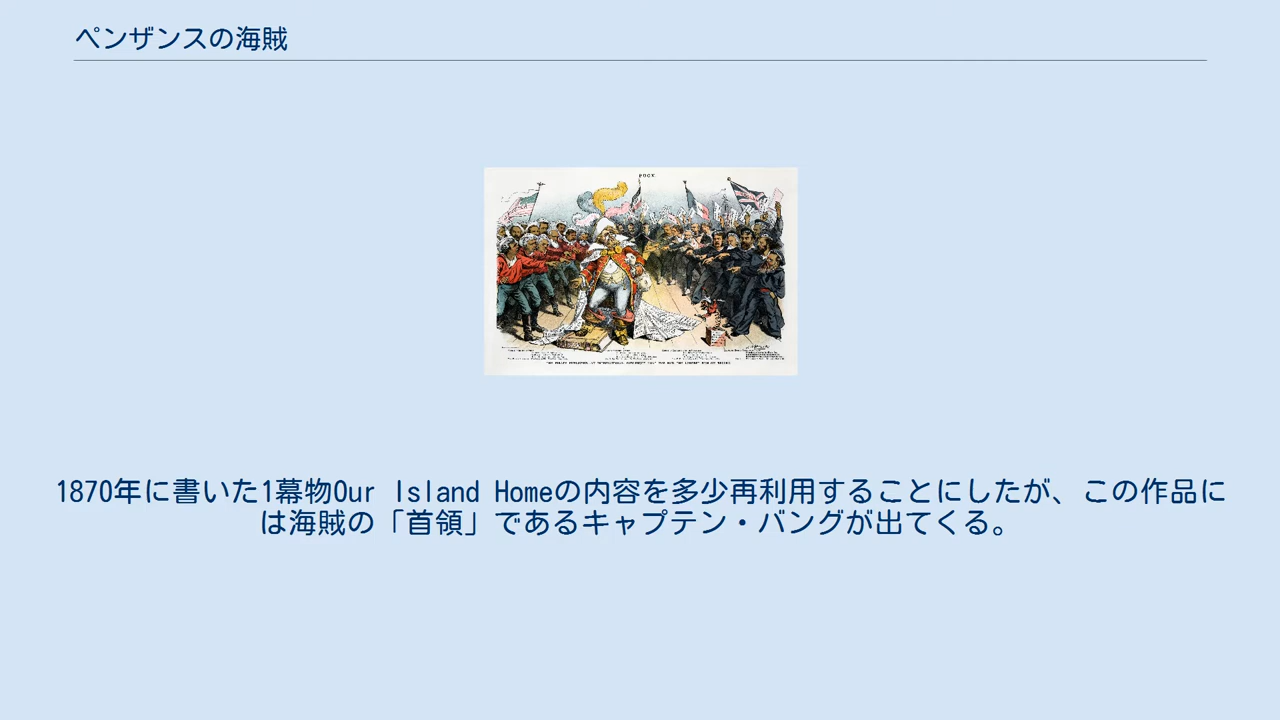 ペンザンスの海賊
PUCK
1870年に書いた1幕物Our Island Homeの内容を多少再利用することにしたが、この作品に
は海賊の「首領」であるキャプテン・バングが出てくる。